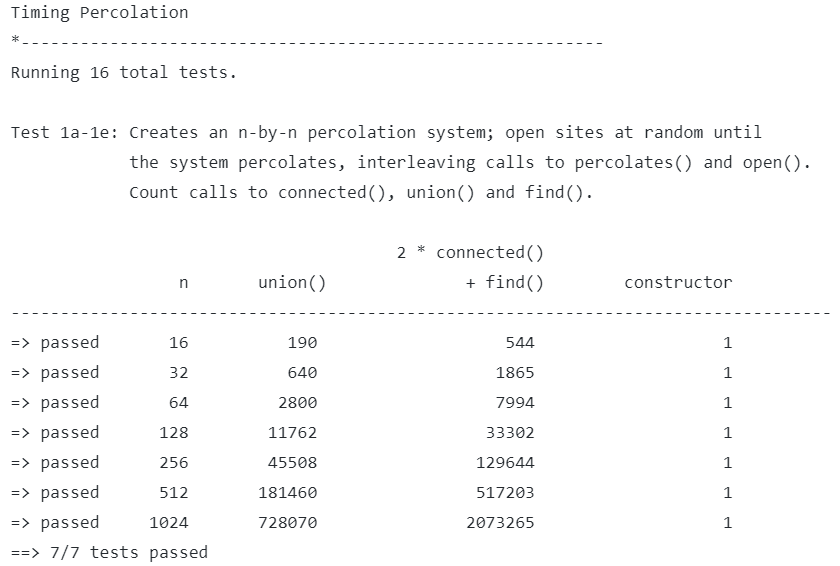 Timing Percolation
*-----------------------------------------------------------
Running 16 total tests.
Test 1a-1e: Creates an n-by-n percolation system; open sites at random until
the system percolates, interleaving calls to percolates() and open().
Count calls to connected(), union() and find().
2 * connected()
n union() + find() constructor
-----------------------------------------------------------------------------------
=> passed 16 190 544 1
=> passed 32 640 1865 1
=> passed 64 2800 7994 1
=> passed 128 11762 33302 1
=> passed 256 45508 129644 1
=> passed 512 181460 517203 1
=> passed 1024 728070 2073265 1
==> 7/7 tests passed